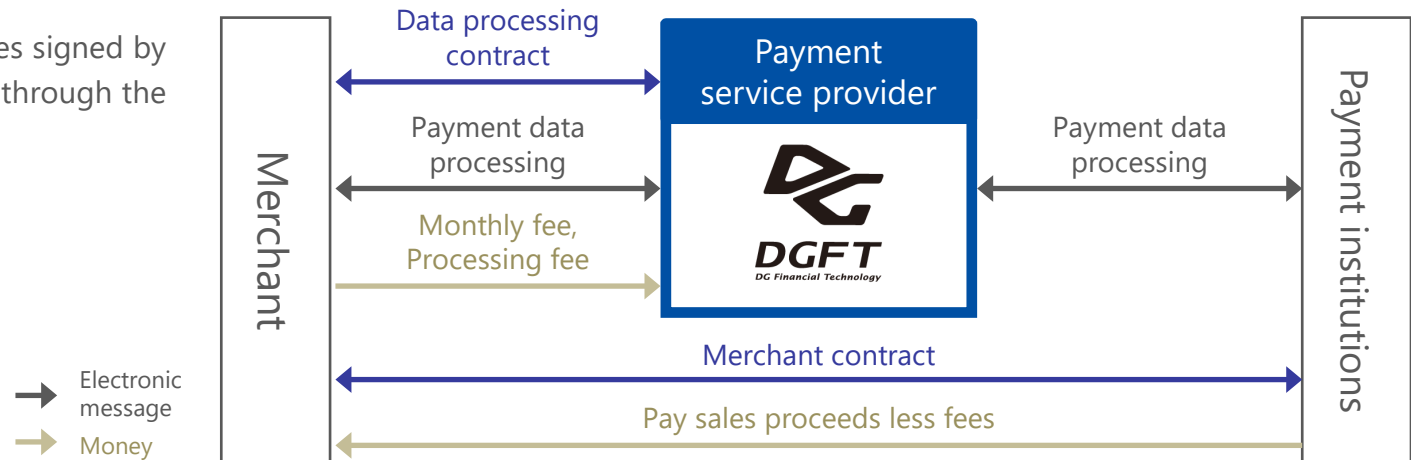 es signed by
through the
Merchant
Data processing
contract
Payment data
processing
Monthly fee,
Processing fee
Payment
service provider
DGFT
DG Financial Technology
Payment data
processing
Payment institutions
Merchant contract
Pay sales proceeds less fees
Electronic
message
Money